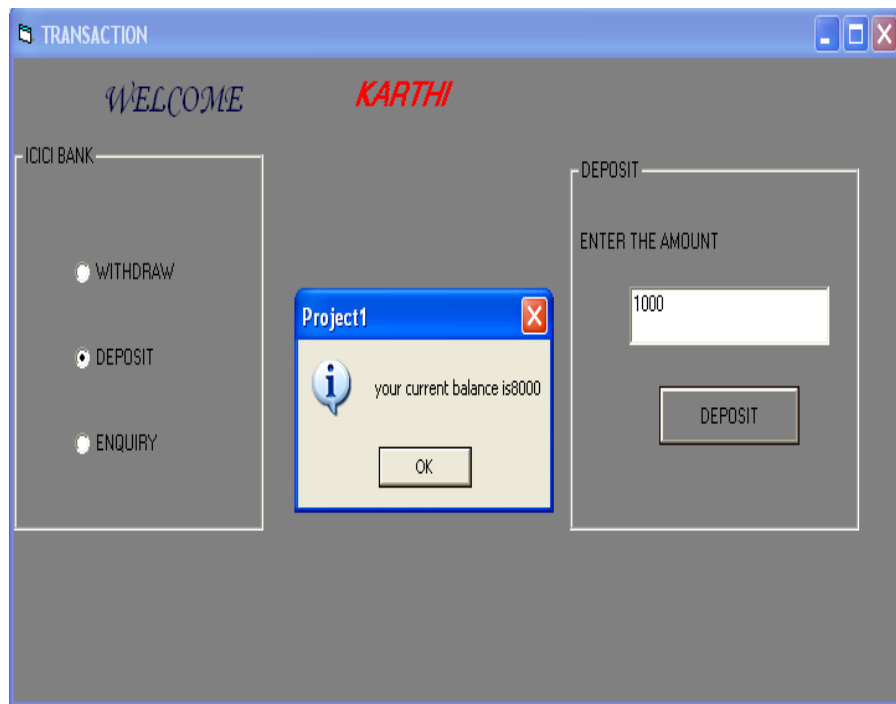 TRANSACTION
WELCOME KARTHI
ICICI BANK
WITHDRAW
DEPOSIT
ENQUIRY
Project1
your current balance is8000
OK
DEPOSIT
ENTER THE AMOUNT
1000
DEPOSIT